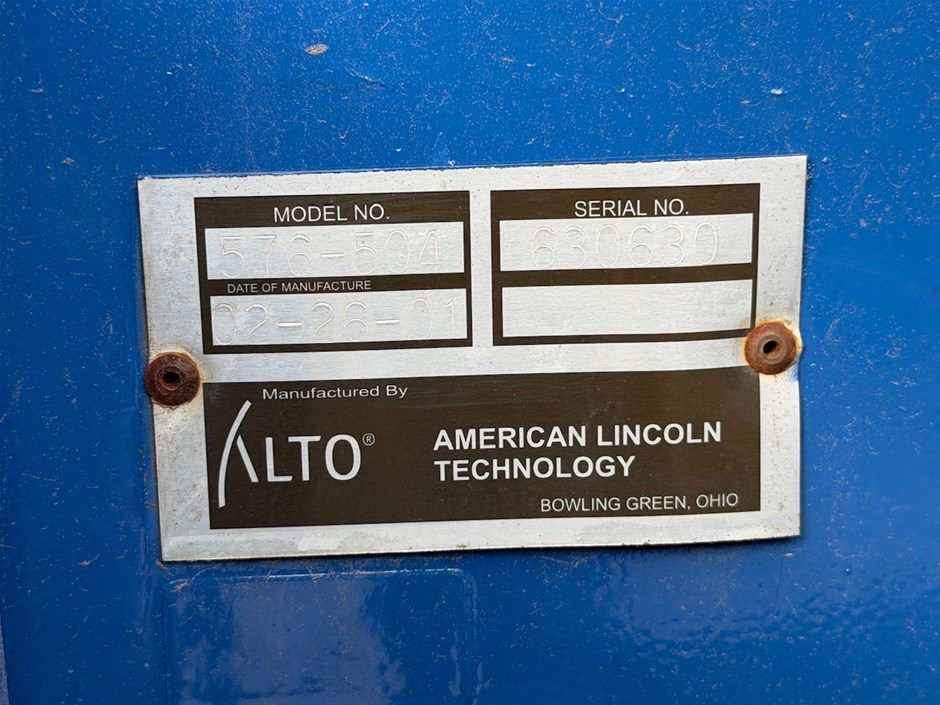 MODEL NO.
576-504
DATE OF MANUFACTURE
02-26-01
SERIAL NO.
630630
Manufactured By
ALTO®
AMERICAN LINCOLN
TECHNOLOGY
BOWLING GREEN, OHIO